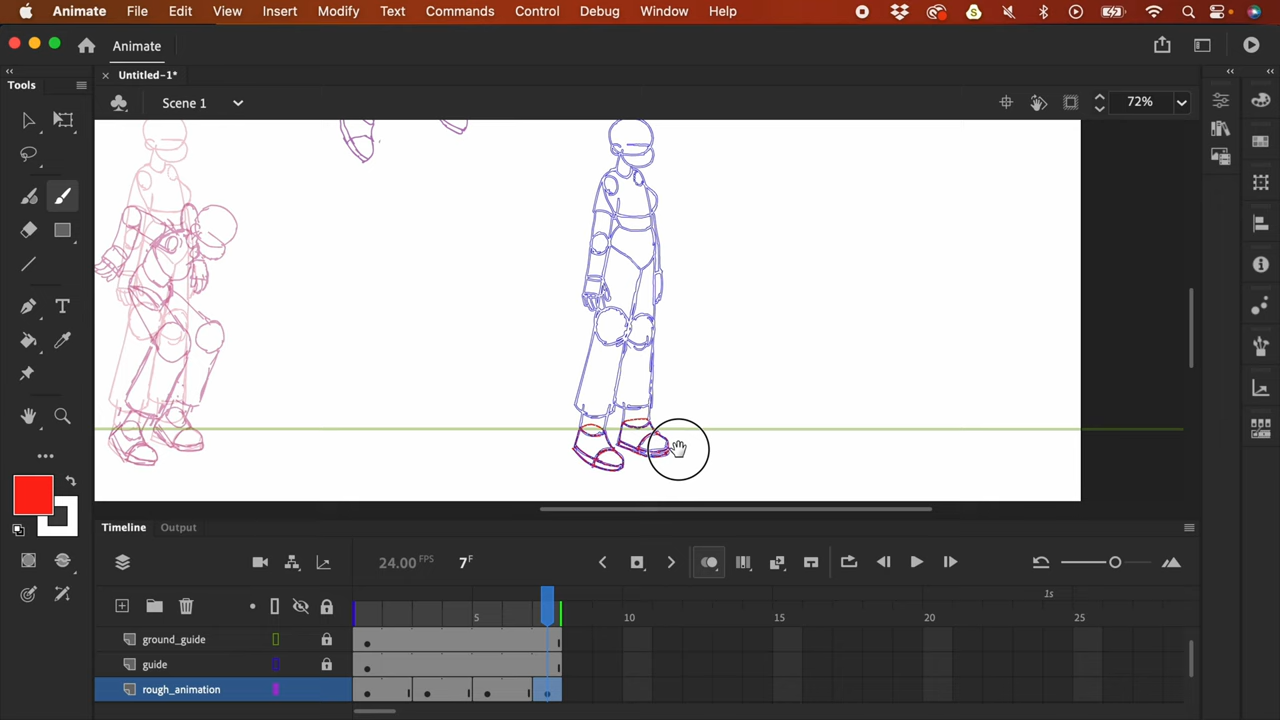 Animate File Edit View Insert Modify Text Commands Control Debug Window Help
Animate
Untitled-1*
Tools
Scene 1
72%
T
Timeline Output
24.00 FPS 7 F
1s
5 10 15 20 25
ground_guide
guide
rough_animation